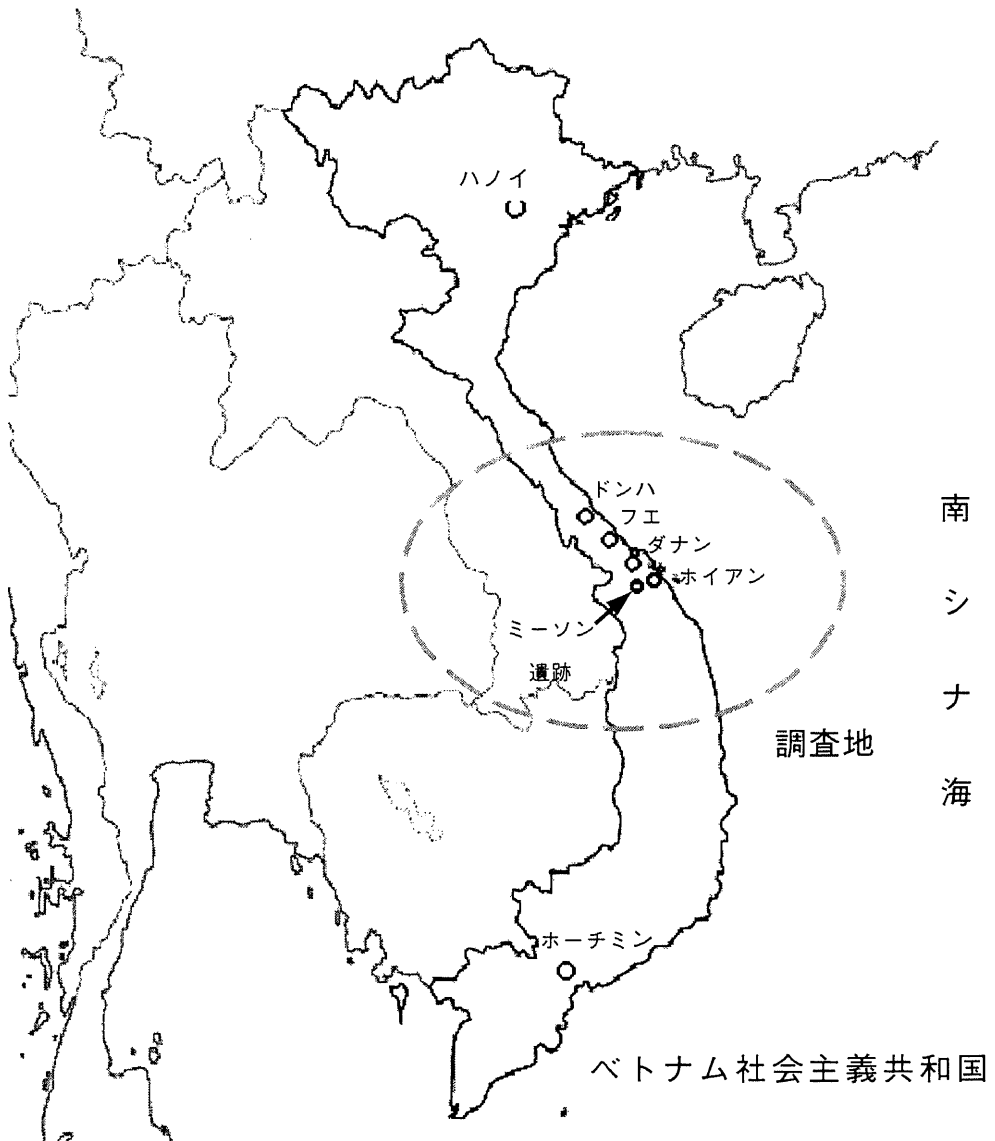 ハノイ
ドンハ
フエ
ダナン
ホイアン
ミーソン
遺跡
南シナ海
調査地
ホーチミン
ベトナム社会主義共和国